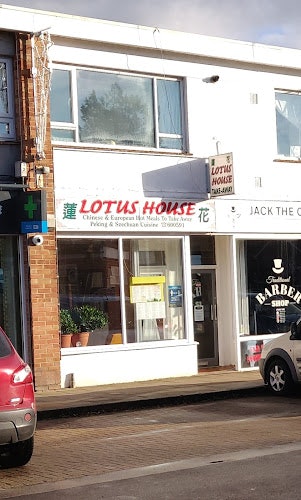 LOTUS
HOUSE
TAKE-AWAY
蓮 LOTUS HOUSE 花
Chinese & European Hot Meals To Take Away
Peking & Szechuan Cuisine
JACK THE
Traditional
BARBER
SHOP